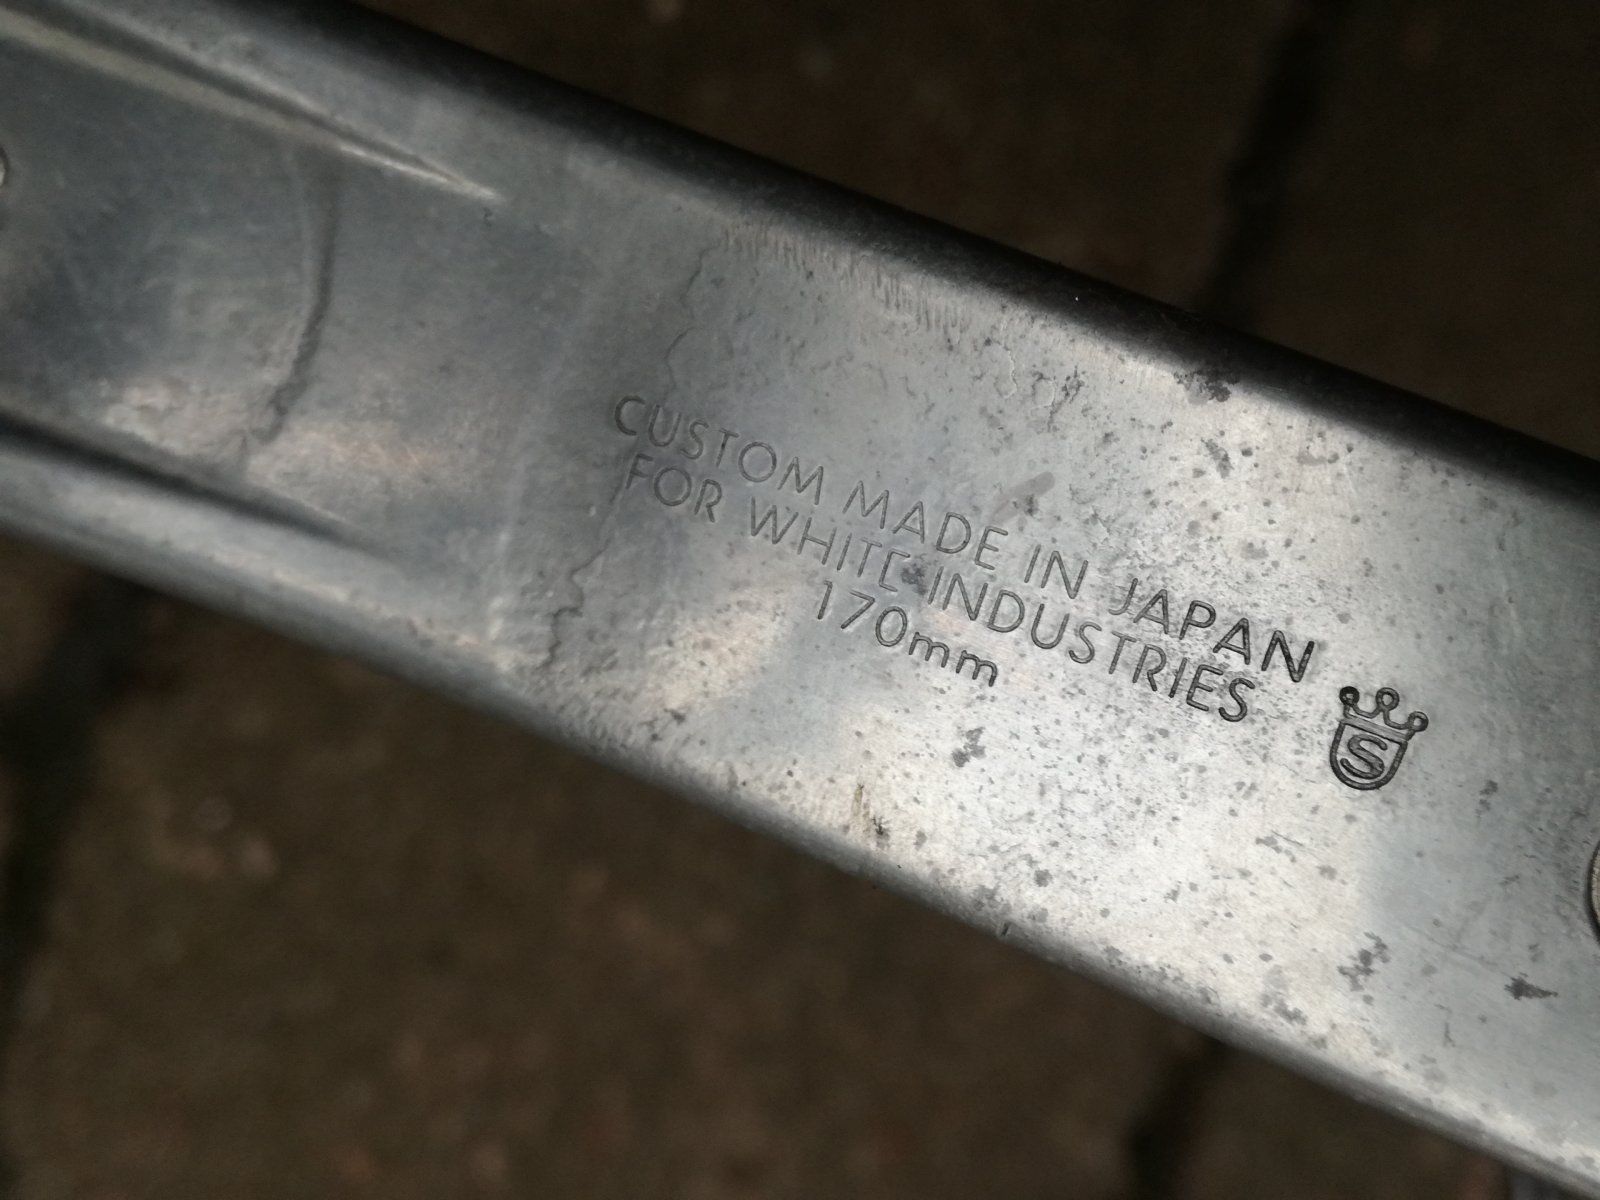 CUSTOM MADE IN JAPAN
FOR WHITE INDUSTRIES
170mm
S